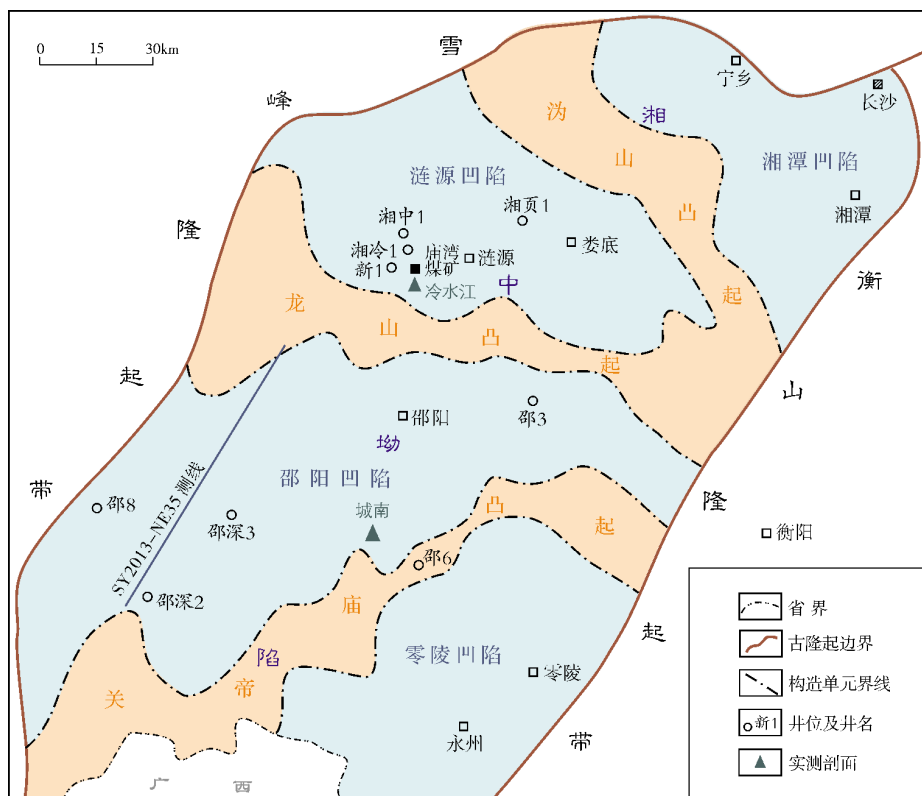 0 15 30km
雪峰隆起带
湘中坳陷
沩山凸起
宁乡
长沙
湘潭凹陷
湘潭
涟源凹陷
湘中1
湘页1
湘冷1
庙湾
煤矿
涟源
娄底
新1
冷水江
龙山凸起
衡山隆起带
邵阳
邵3
邵阳凹陷
邵8
SY2013-NE35 测线
邵深3
城南
邵6
邵深2
关帝庙凸起
衡阳
零陵凹陷
零陵
永州
广西
省界
古隆起边界
构造单元界线
新1 井位及井名
实测剖面